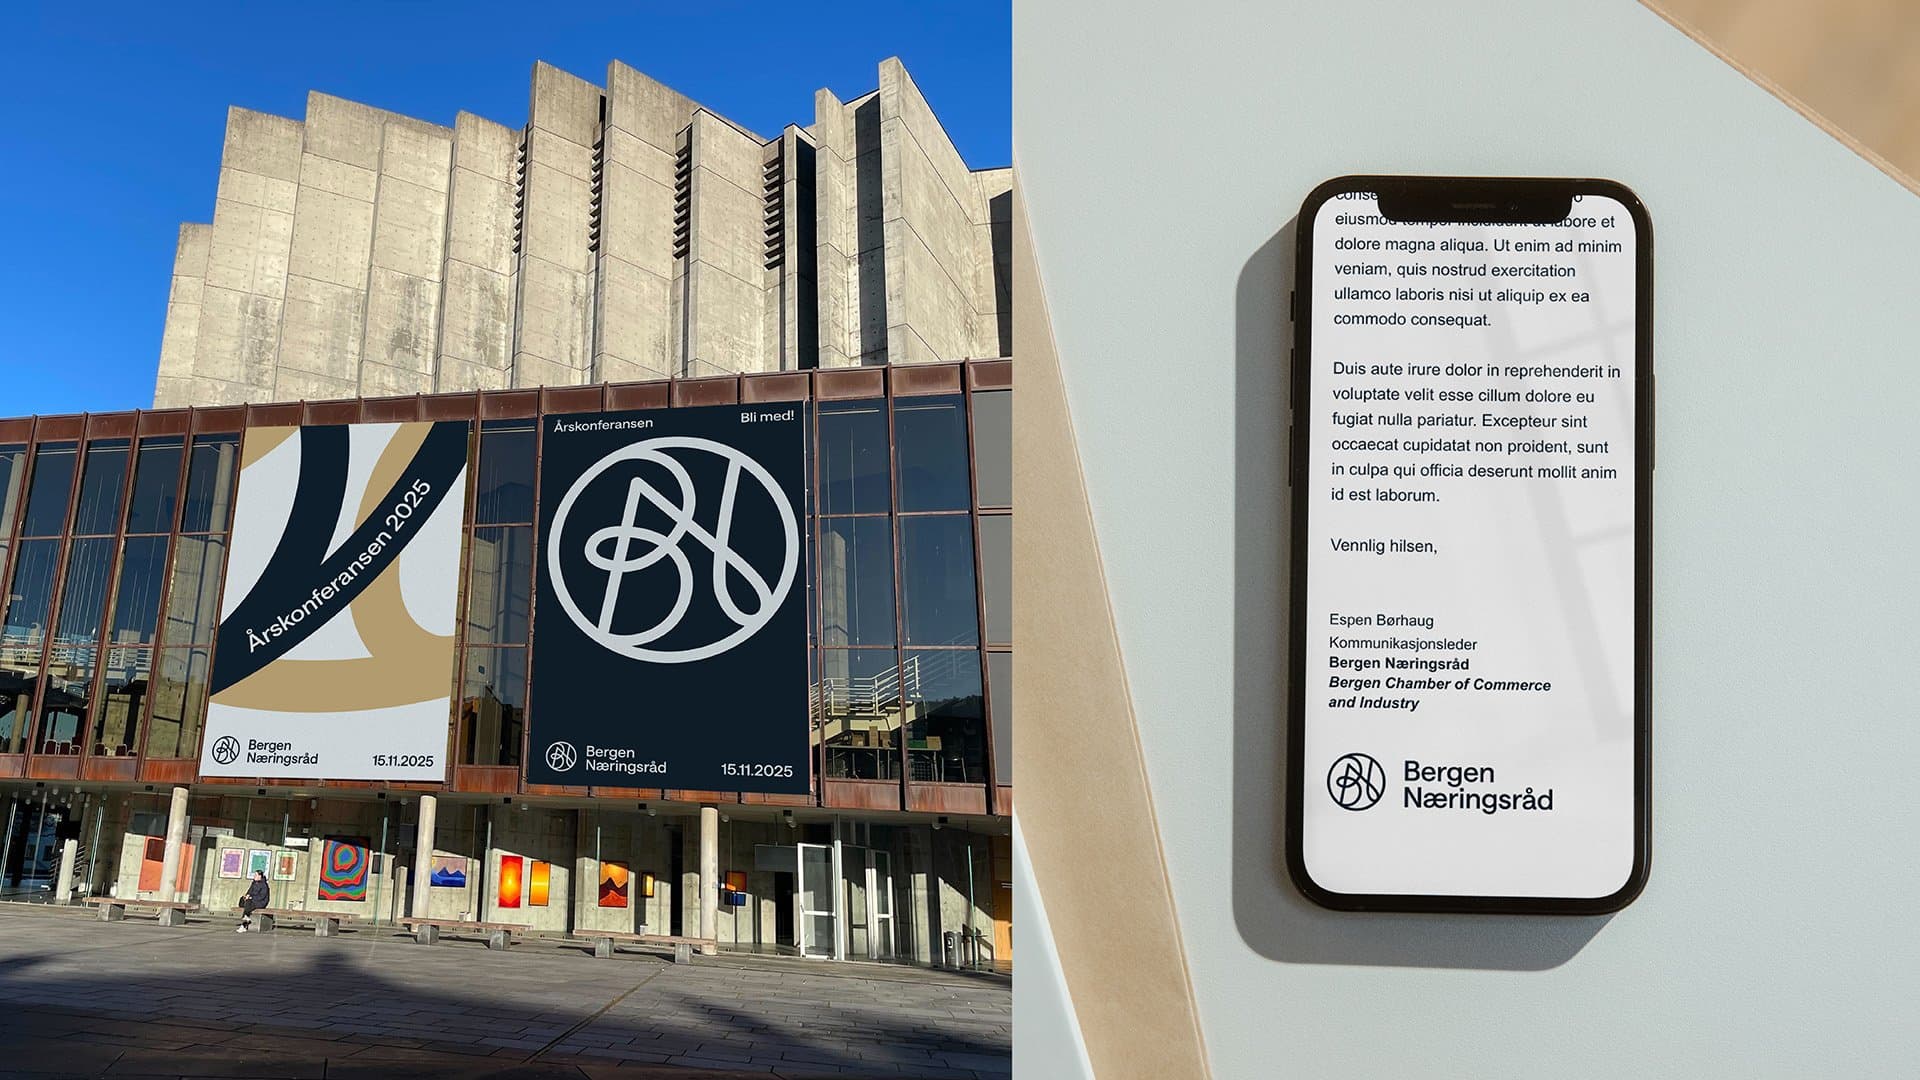 Årskonferansen 2025
Bergen
Næringsråd
15.11.2025
Årskonferansen
Bli med!
BN
Bergen
Næringsråd
15.11.2025
eiusmod tempor incididunt ut labore et
dolore magna aliqua. Ut enim ad minim
veniam, quis nostrud exercitation
ullamco laboris nisi ut aliquip ex ea
commodo consequat.
Duis aute irure dolor in reprehenderit in
voluptate velit esse cillum dolore eu
fugiat nulla pariatur. Excepteur sint
occaecat cupidatat non proident, sunt
in culpa qui officia deserunt mollit anim
id est laborum.
Vennlig hilsen,
Espen Børhaug
Kommunikasjonsleder
Bergen Næringsråd
Bergen Chamber of Commerce
and Industry
BN
Bergen
Næringsråd